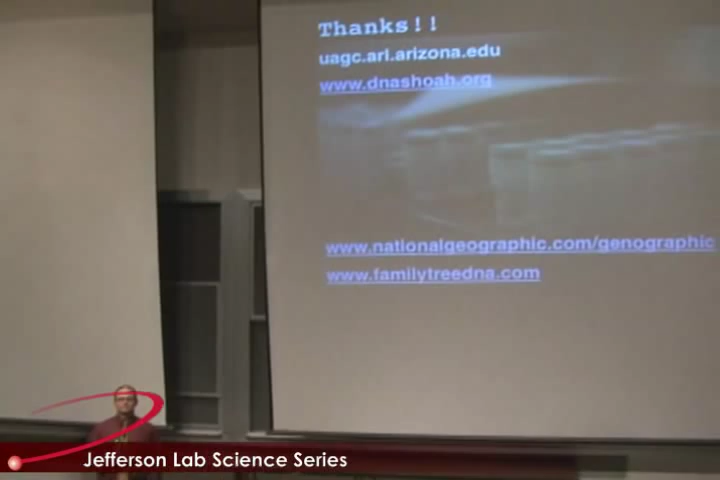 Thanks!!
uagc.arl.arizona.edu
www.dnashoah.org
www.nationalgeographic.com/genographic
www.familytreedna.com
Jefferson Lab Science Series